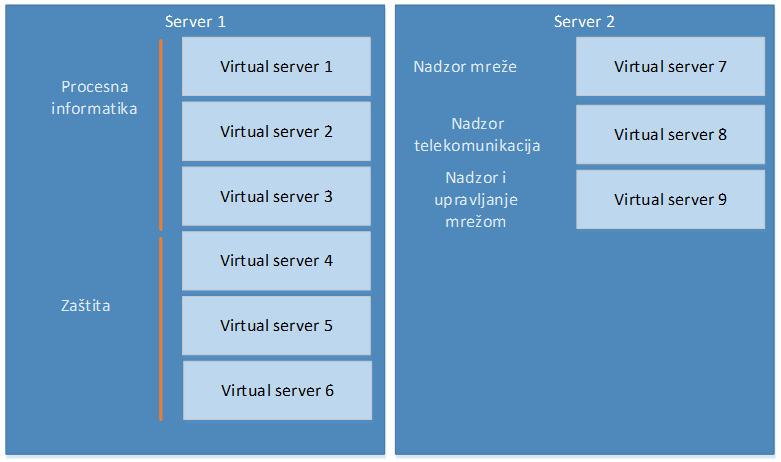 Server 1
Procesna
informatika
Virtual server 1
Virtual server 2
Virtual server 3
Zaštita
Virtual server 4
Virtual server 5
Virtual server 6
Server 2
Nadzor mreže
Virtual server 7
Nadzor
telekomunikacija
Virtual server 8
Nadzor i
upravljanje
mrežom
Virtual server 9